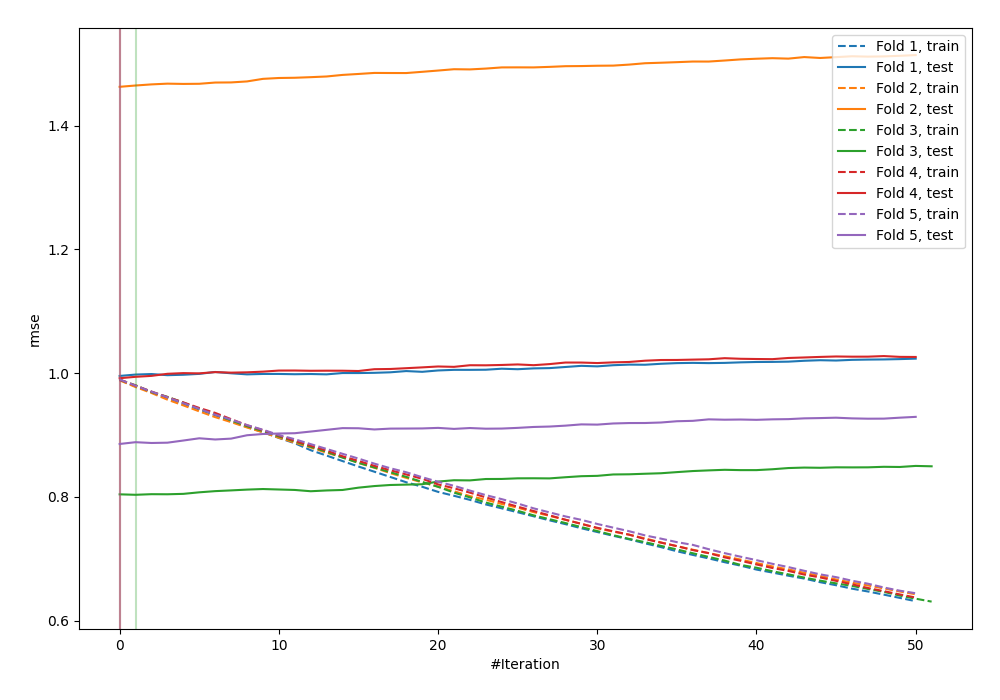 1.4
1.2
1.0
0.8
0.6
rmse
0
10
20
30
40
50
#Iteration
Fold 1, train
Fold 1, test
Fold 2, train
Fold 2, test
Fold 3, train
Fold 3, test
Fold 4, train
Fold 4, test
Fold 5, train
Fold 5, test